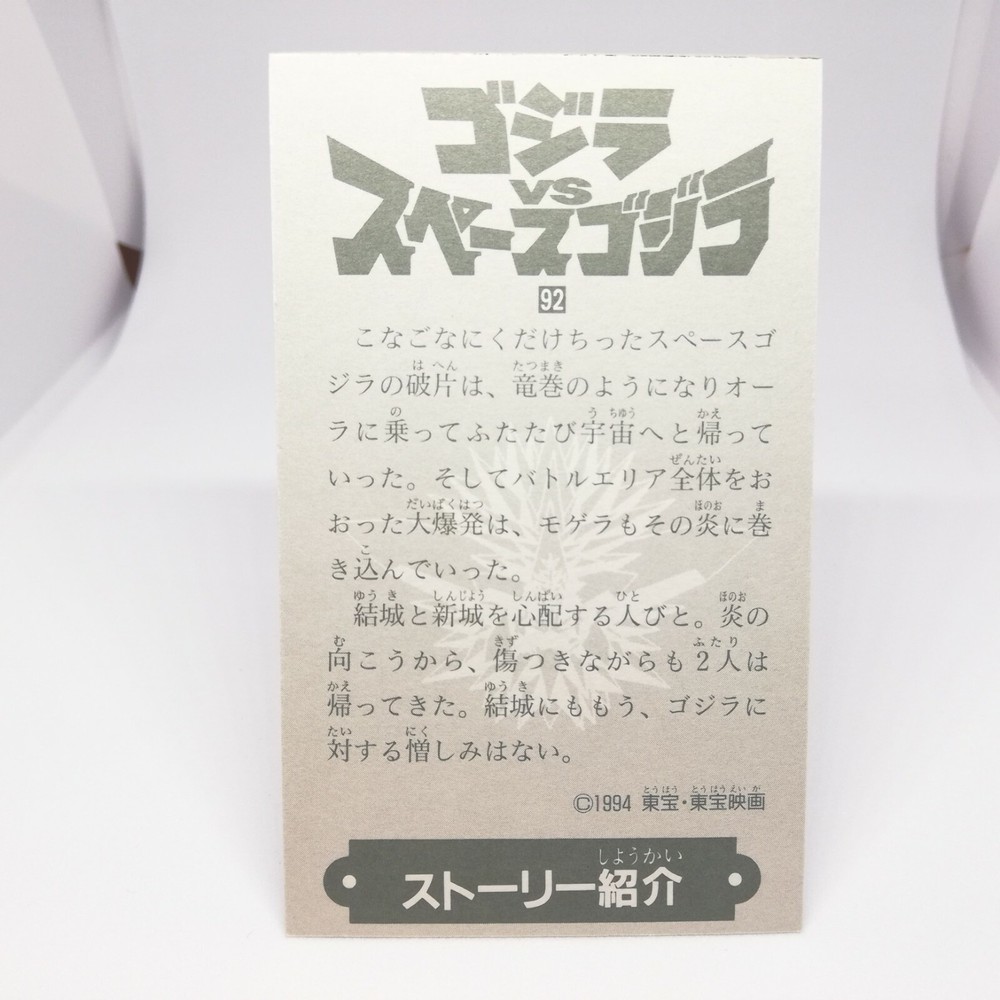 ゴジラ
VS
スペースゴジラ
92
こなごなにくだけちったスペースゴ
ジラの破片は、竜巻のようになりオー
ラに乗ってふたたび宇宙へと帰って
いった。そしてバトルエリア全体をお
おった大爆発は、モゲラもその炎に巻
き込んでいった。
結城と新城を心配する人びと。炎の
向こうから、傷つきながらも2人は
帰ってきた。結城にももう、ゴジラに
対する憎しみはない。
©1994 東宝・東宝映画
ストーリー紹介